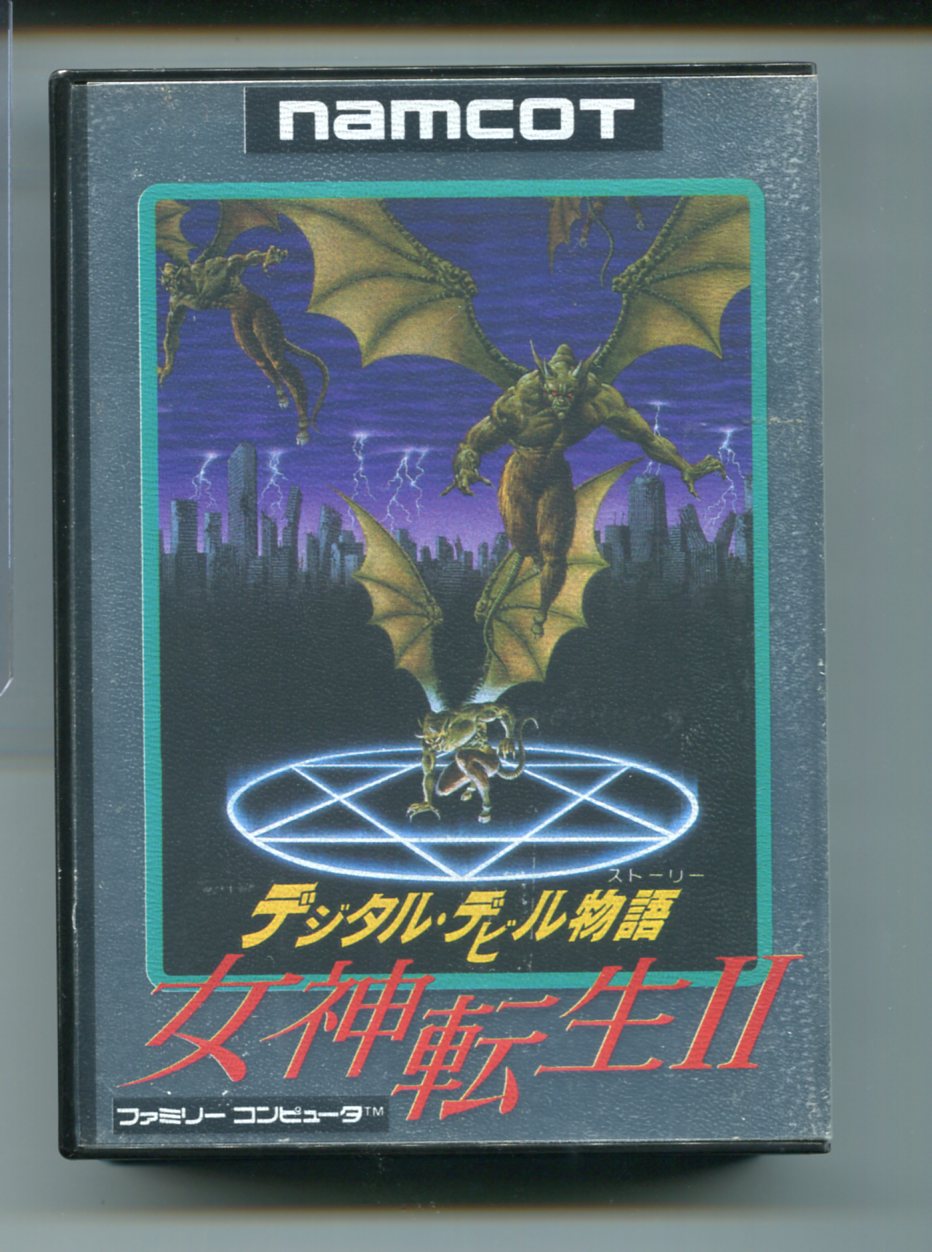 namcot
ストーリー
デジタル・デビル物語
女神転生II
ファミリーコンピュータ™